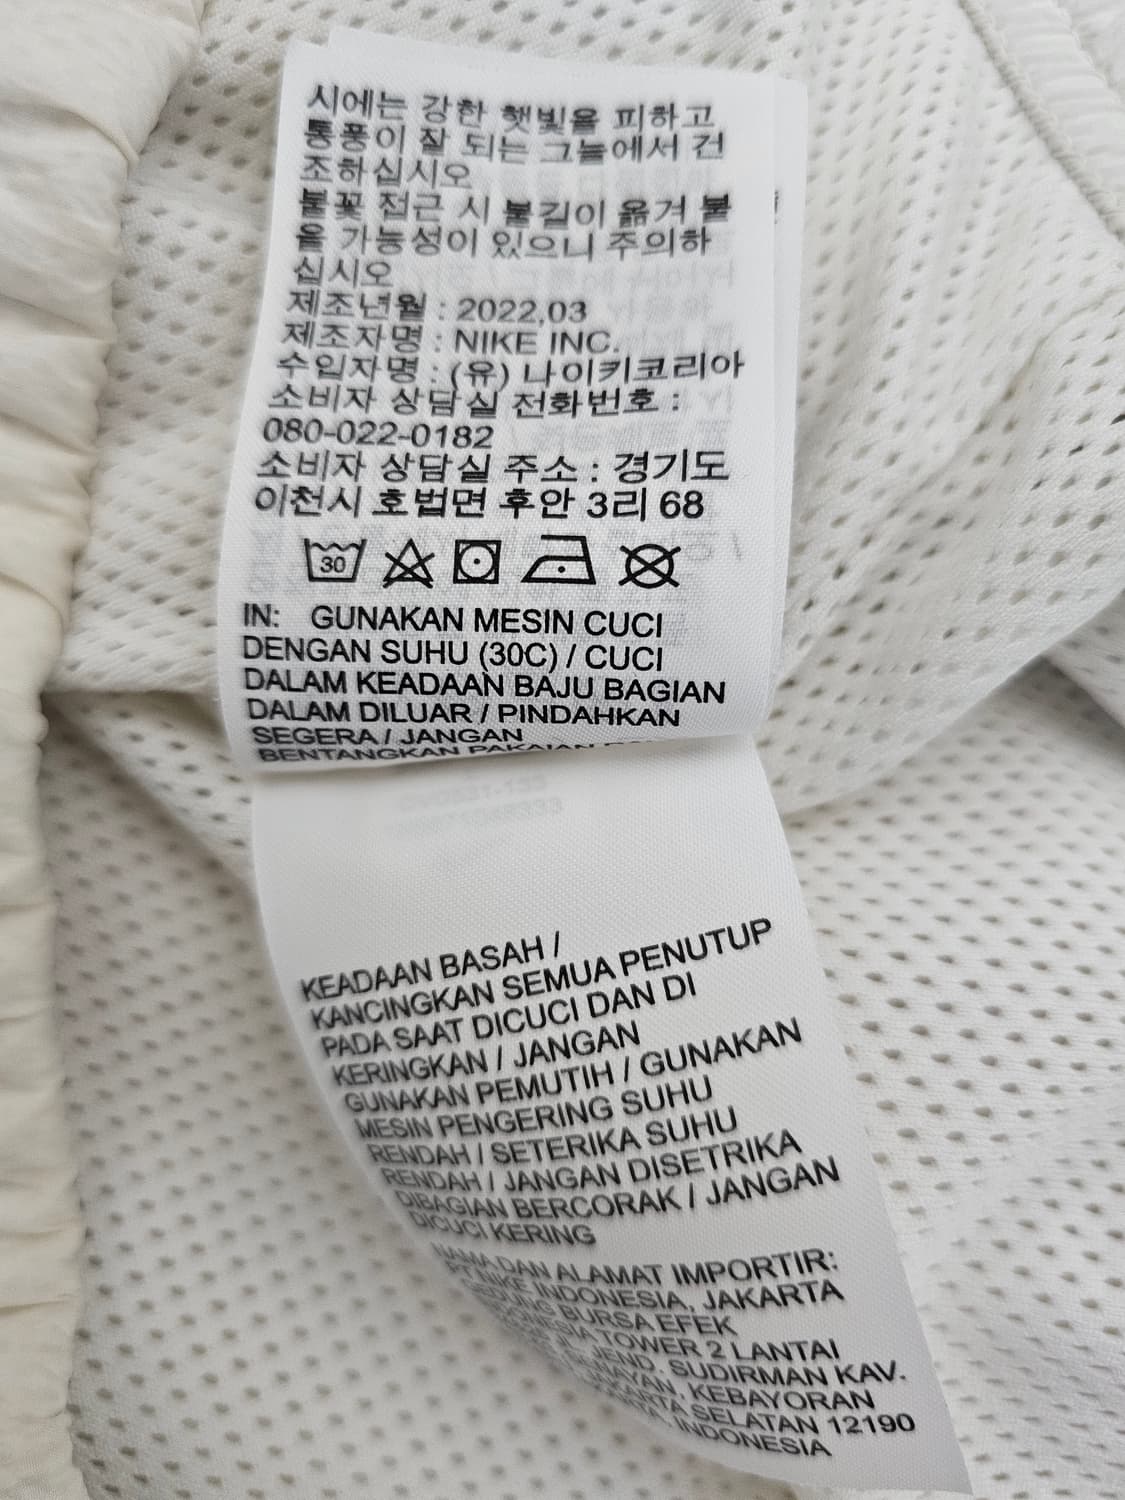 시에는 강한 햇빛을 피하고
통풍이 잘 되는 그늘에서 건
조하십시오
불꽃 접근 시 불길이 옮겨 붙
을 가능성이 있으니 주의하
십시오
제조년월 : 2022.03
제조자명 : NIKE INC.
수입자명 : (유) 나이키코리아
소비자 상담실 전화번호 :
080-022-0182
소비자 상담실 주소 : 경기도
이천시 호법면 후안 3리 68
30
IN: GUNAKAN MESIN CUCI
DENGAN SUHU (30C) / CUCI
DALAM KEADAAN BAJU BAGIAN
DALAM DILUAR / PINDAHKAN
SEGERA / JANGAN
BENTANGKAN PAKAIAN
KEADAAN BASAH /
KANCINGKAN SEMUA PENUTUP
PADA SAAT DICUCI DAN DI
KERINGKAN / JANGAN
GUNAKAN PEMUTIH / GUNAKAN
MESIN PENGERING SUHU
RENDAH / SETERIKA SUHU
RENDAH / JANGAN DISETRIKA
DIBAGIAN BERCORAK / JANGAN
DICUCI KERING
NAMA DAN ALAMAT IMPORTIR:
PT NIKE INDONESIA, JAKARTA
GEDUNG BURSA EFEK
INDONESIA TOWER 2 LANTAI
JL. JEND. SUDIRMAN KAV.
SENAYAN, KEBAYORAN
JAKARTA SELATAN 12190
INDONESIA